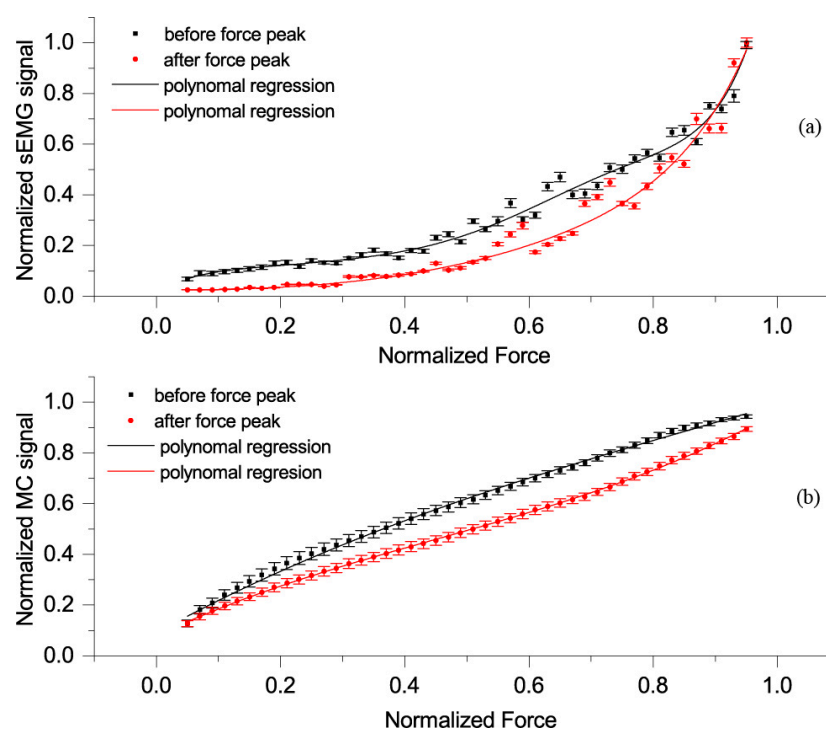 1.0
0.8
0.6
0.4
0.2
0.0
Normalized sEMG signal
before force peak
after force peak
polynomal regression
polynomal regression
(a)
0.0 0.2 0.4 0.6 0.8 1.0
Normalized Force
1.0
0.8
0.6
0.4
0.2
0.0
Normalized MC signal
before force peak
after force peak
polynomal regression
polynomal regresion
(b)
0.0 0.2 0.4 0.6 0.8 1.0
Normalized Force